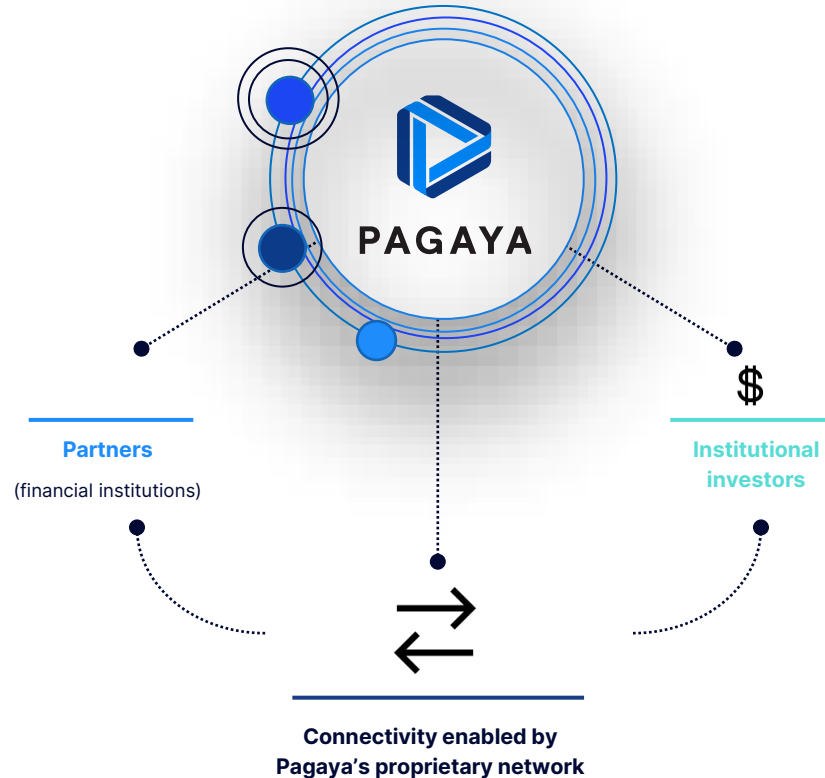 PAGAYA
$
Partners
(financial institutions)
Institutional
investors
Connectivity enabled by
Pagaya’s proprietary network